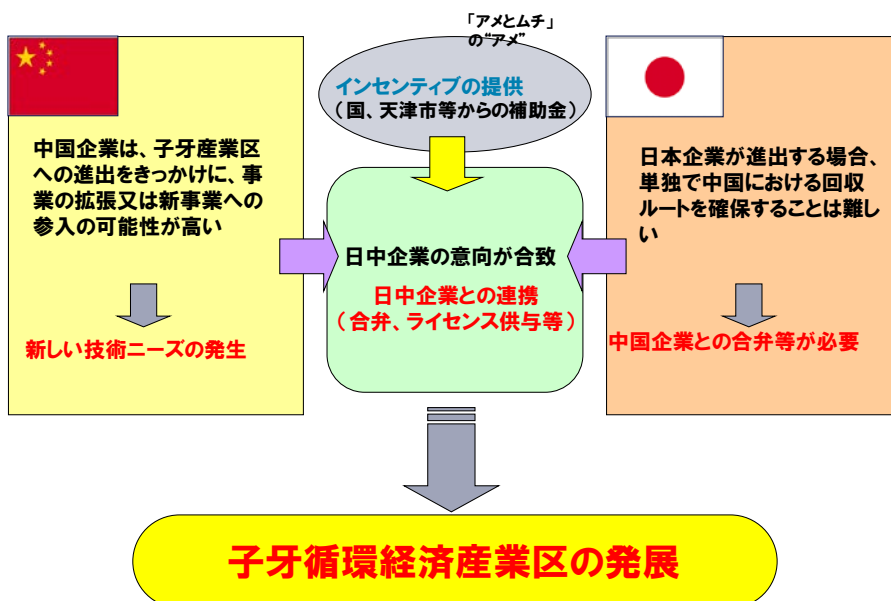 「アメとムチ」
の“アメ”
インセンティブの提供
（国、天津市等からの補助金）
中国企業は、子牙産業区
への進出をきっかけに、事
業の拡張又は新事業への
参入の可能性が高い
新しい技術ニーズの発生
日中企業の意向が合致
日中企業との連携
（合弁、ライセンス供与等）
日本企業が進出する場合、
単独で中国における回収
ルートを確保することは難し
い
中国企業との合弁等が必要
子牙循環経済産業区の発展